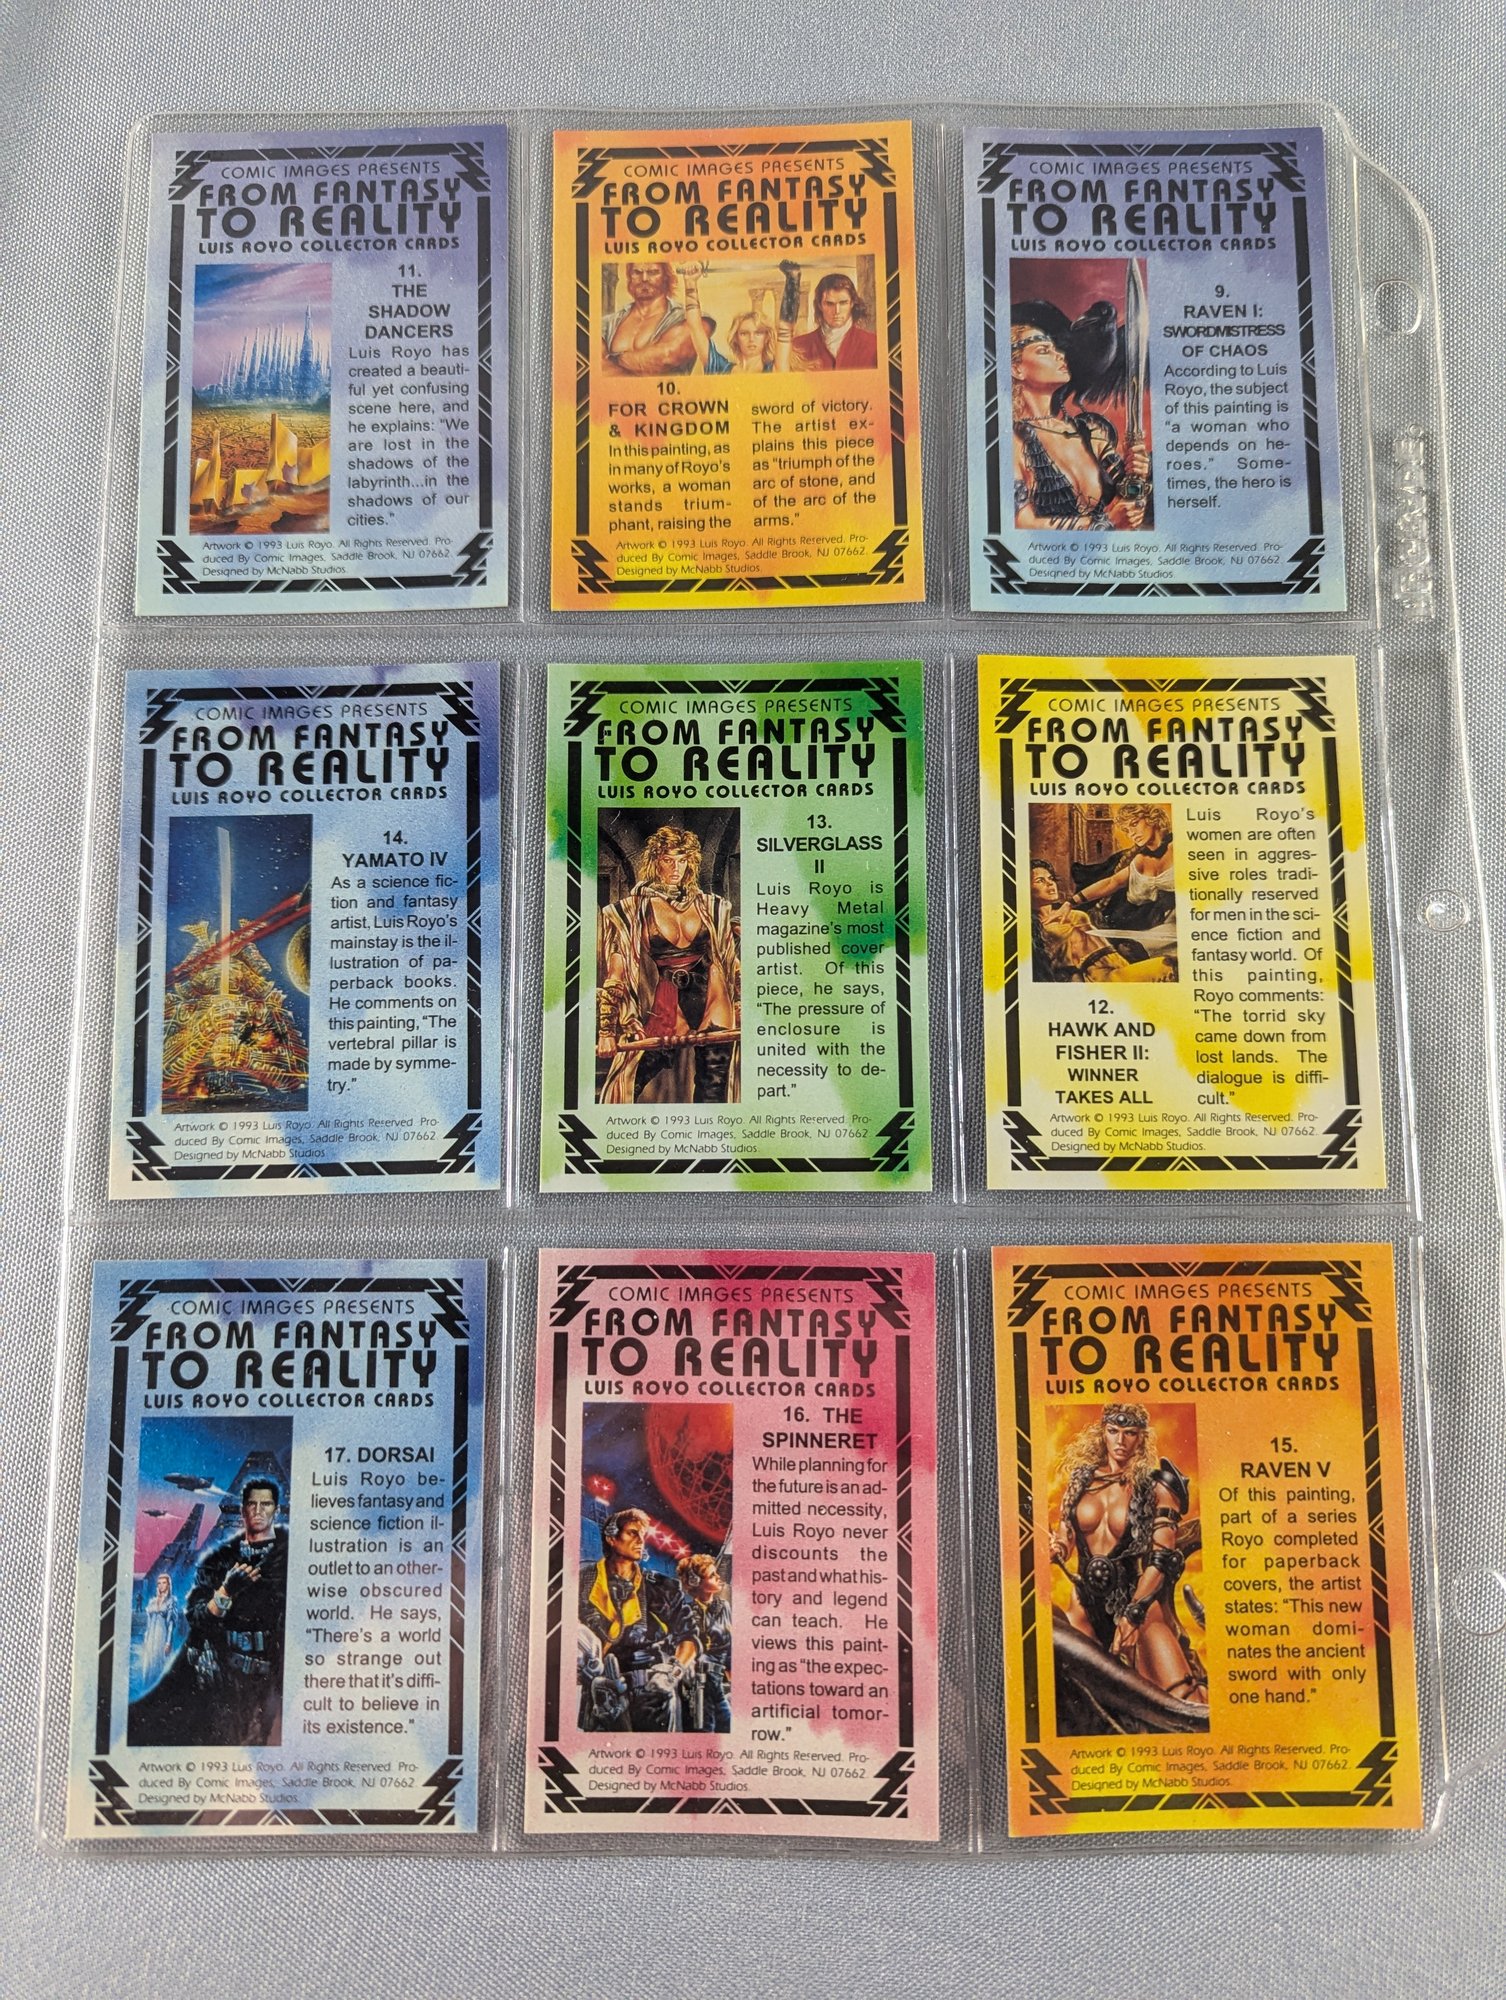 COMIC IMAGES PRESENTS
FROM FANTASY
TO REALITY
LUIS ROYO COLLECTOR CARDS
11.
THE
SHADOW
DANCERS
Luis Royo has
created a beauti-
ful yet confusing
scene here, and
he explains: "We
are lost in the
shadows of the
labyrinth...in the
shadows of our
cities."
Artwork © 1993 Luis Royo. All Rights Reserved. Pro-
duced By Comic Images, Saddle Brook, NJ 07662.
Designed by McNabb Studios.
COMIC IMAGES PRESENTS
FROM FANTASY
TO REALITY
LUIS ROYO COLLECTOR CARDS
10.
FOR CROWN
& KINGDOM
In this painting, as
in many of Royo's
works, a woman
stands trium-
phant, raising the
sword of victory.
The artist ex-
plains this piece
as "triumph of the
arc of stone, and
of the arc of the
arms."
Artwork © 1993 Luis Royo. All Rights Reserved. Pro-
duced By Comic Images, Saddle Brook, NJ 07662.
Designed by McNabb Studios.
COMIC IMAGES PRESENTS
FROM FANTASY
TO REALITY
LUIS ROYO COLLECTOR CARDS
9.
RAVEN I:
SWORDMISTRESS
OF CHAOS
According to Luis
Royo, the subject
of this painting is
"a woman who
depends on he-
roes." Some-
times, the hero is
herself.
Artwork © 1993 Luis Royo. All Rights Reserved. Pro-
duced By Comic Images, Saddle Brook, NJ 07662.
Designed by McNabb Studios.
COMIC IMAGES PRESENTS
FROM FANTASY
TO REALITY
LUIS ROYO COLLECTOR CARDS
14.
YAMATO IV
As a science fic-
tion and fantasy
artist, Luis Royo's
mainstay is the il-
lustration of pa-
perback books.
He comments on
this painting, "The
vertebral pillar is
made by symme-
try."
Artwork © 1993 Luis Royo. All Rights Reserved. Pro-
duced By Comic Images, Saddle Brook, NJ 07662.
Designed by McNabb Studios.
COMIC IMAGES PRESENTS
FROM FANTASY
TO REALITY
LUIS ROYO COLLECTOR CARDS
13.
SILVERGLASS
II
Luis Royo is
Heavy Metal
magazine's most
published cover
artist. Of this
piece, he says,
"The pressure of
enclosure is
united with the
necessity to de-
part."
Artwork © 1993 Luis Royo. All Rights Reserved. Pro-
duced By Comic Images, Saddle Brook, NJ 07662.
Designed by McNabb Studios.
COMIC IMAGES PRESENTS
FROM FANTASY
TO REALITY
LUIS ROYO COLLECTOR CARDS
12.
HAWK AND
FISHER II:
WINNER
TAKES ALL
Luis Royo's
women are often
seen in aggres-
sive roles tradi-
tionally reserved
for men in the sci-
ence fiction and
fantasy world. Of
this painting,
Royo comments:
"The torrid sky
came down from
lost lands. The
dialogue is diffi-
cult."
Artwork © 1993 Luis Royo. All Rights Reserved. Pro-
duced By Comic Images, Saddle Brook, NJ 07662.
Designed by McNabb Studios.
COMIC IMAGES PRESENTS
FROM FANTASY
TO REALITY
LUIS ROYO COLLECTOR CARDS
17. DORSAI
Luis Royo be-
lieves fantasy and
science fiction il-
lustration is an
outlet to an other-
wise obscured
world. He says,
"There's a world
so strange out
there that it's diffi-
cult to believe in
its existence."
Artwork © 1993 Luis Royo. All Rights Reserved. Pro-
duced By Comic Images, Saddle Brook, NJ 07662.
Designed by McNabb Studios.
COMIC IMAGES PRESENTS
FROM FANTASY
TO REALITY
LUIS ROYO COLLECTOR CARDS
16. THE
SPINNERET
While planning for
the future is an ad-
mitted necessity,
Luis Royo never
discounts the
past and what his-
tory and legend
can teach. He
views this paint-
ing as "the expec-
tations toward an
artificial tomor-
row."
Artwork © 1993 Luis Royo. All Rights Reserved. Pro-
duced By Comic Images, Saddle Brook, NJ 07662.
Designed by McNabb Studios.
COMIC IMAGES PRESENTS
FROM FANTASY
TO REALITY
LUIS ROYO COLLECTOR CARDS
15.
RAVEN V
Of this painting,
part of a series
Royo completed
for paperback
covers, the artist
states: "This new
woman domi-
nates the ancient
sword with only
one hand."
Artwork © 1993 Luis Royo. All Rights Reserved. Pro-
duced By Comic Images, Saddle Brook, NJ 07662.
Designed by McNabb Studios.